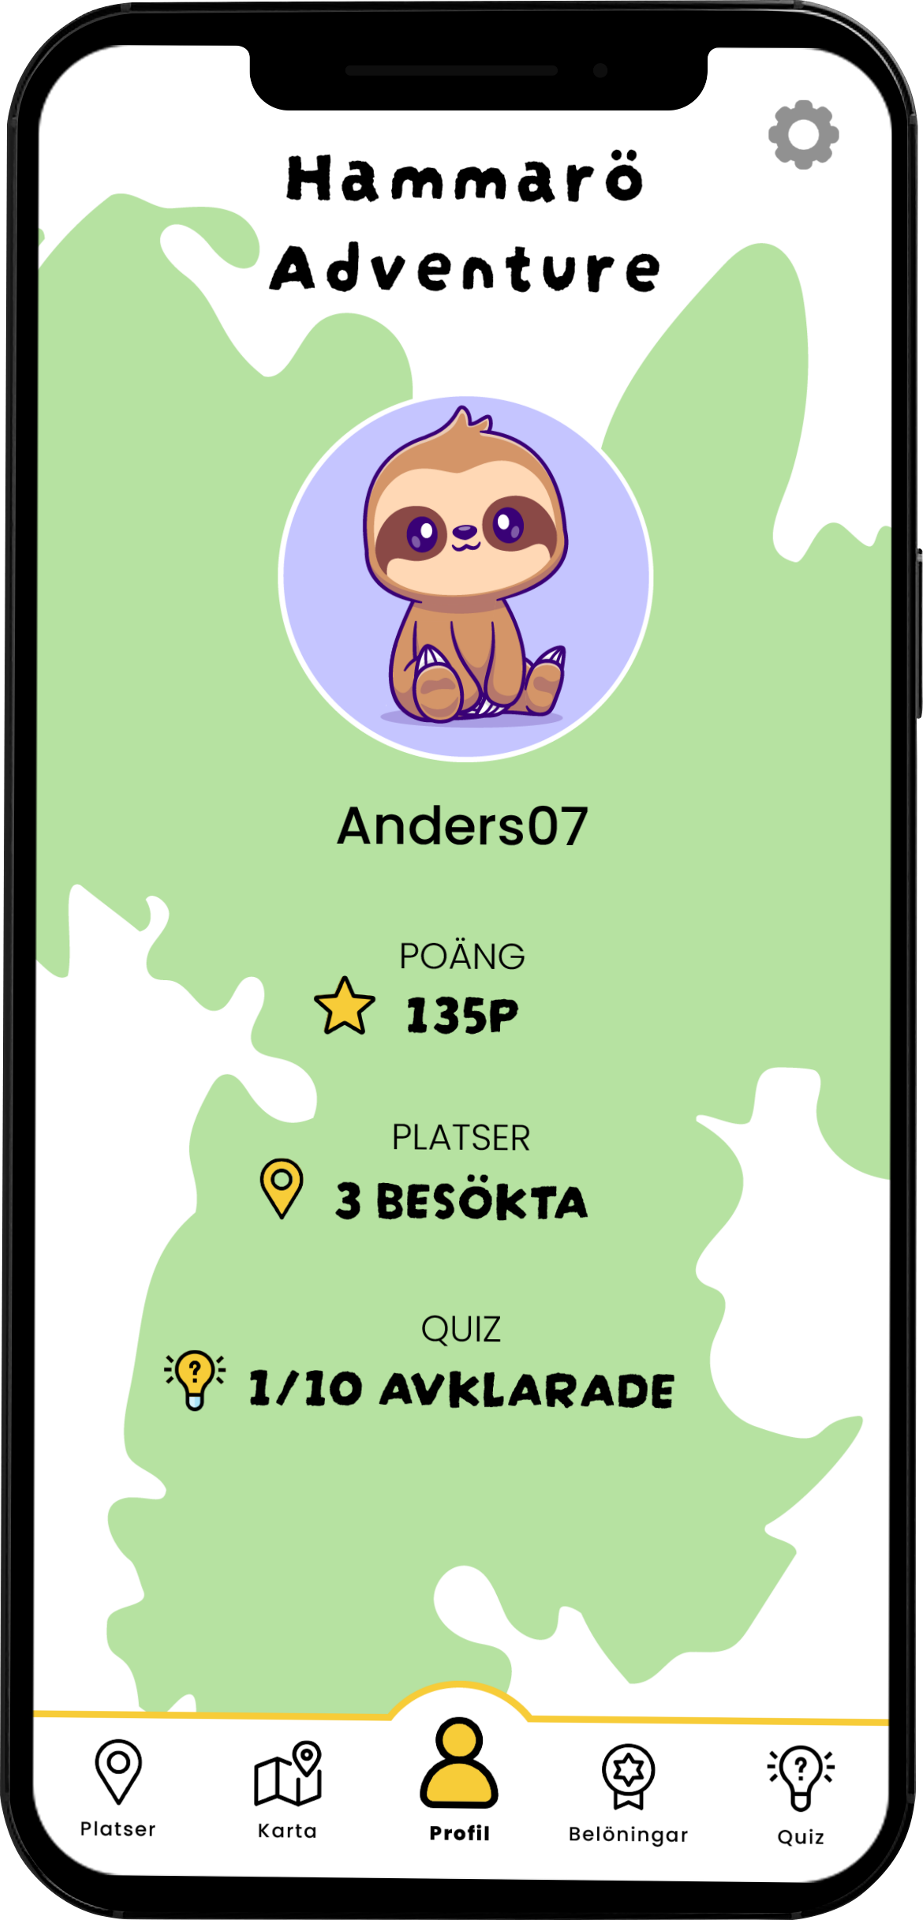 Hammarö
Adventure
Anders07
POÄNG
135P
PLATSER
3 BESÖKTA
QUIZ
?
1/10 AVKLARADE
?
Platser
Karta
Profil
Belöningar
Quiz